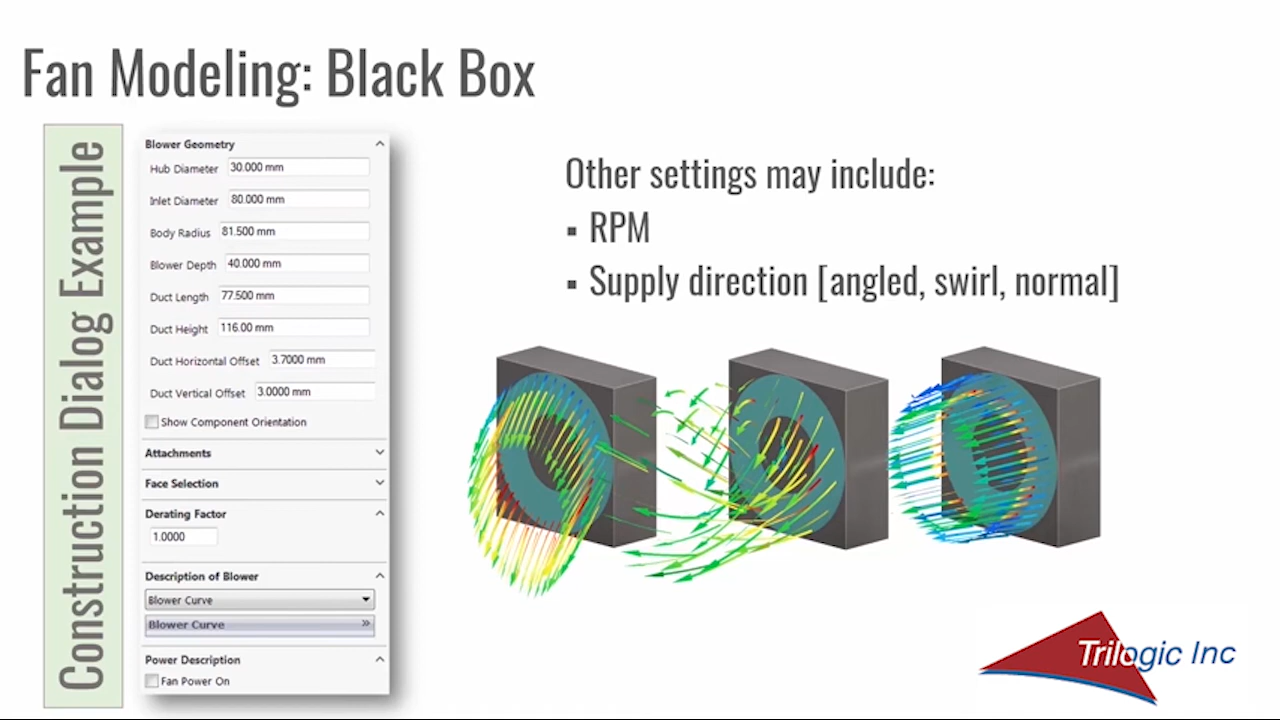 Fan Modeling: Black Box
Construction Dialog Example
Blower Geometry
Hub Diameter 30.000 mm
Inlet Diameter 80.000 mm
Body Radius 81.500 mm
Blower Depth 40.000 mm
Duct Length 77.500 mm
Duct Height 116.00 mm
Duct Horizontal Offset 3.7000 mm
Duct Vertical Offset 3.0000 mm
Show Component Orientation
Attachments
Face Selection
Derating Factor
1.0000
Description of Blower
Blower Curve
Blower Curve »
Power Description
Fan Power On
Other settings may include:
▪ RPM
▪ Supply direction [angled, swirl, normal]
Trilogic Inc